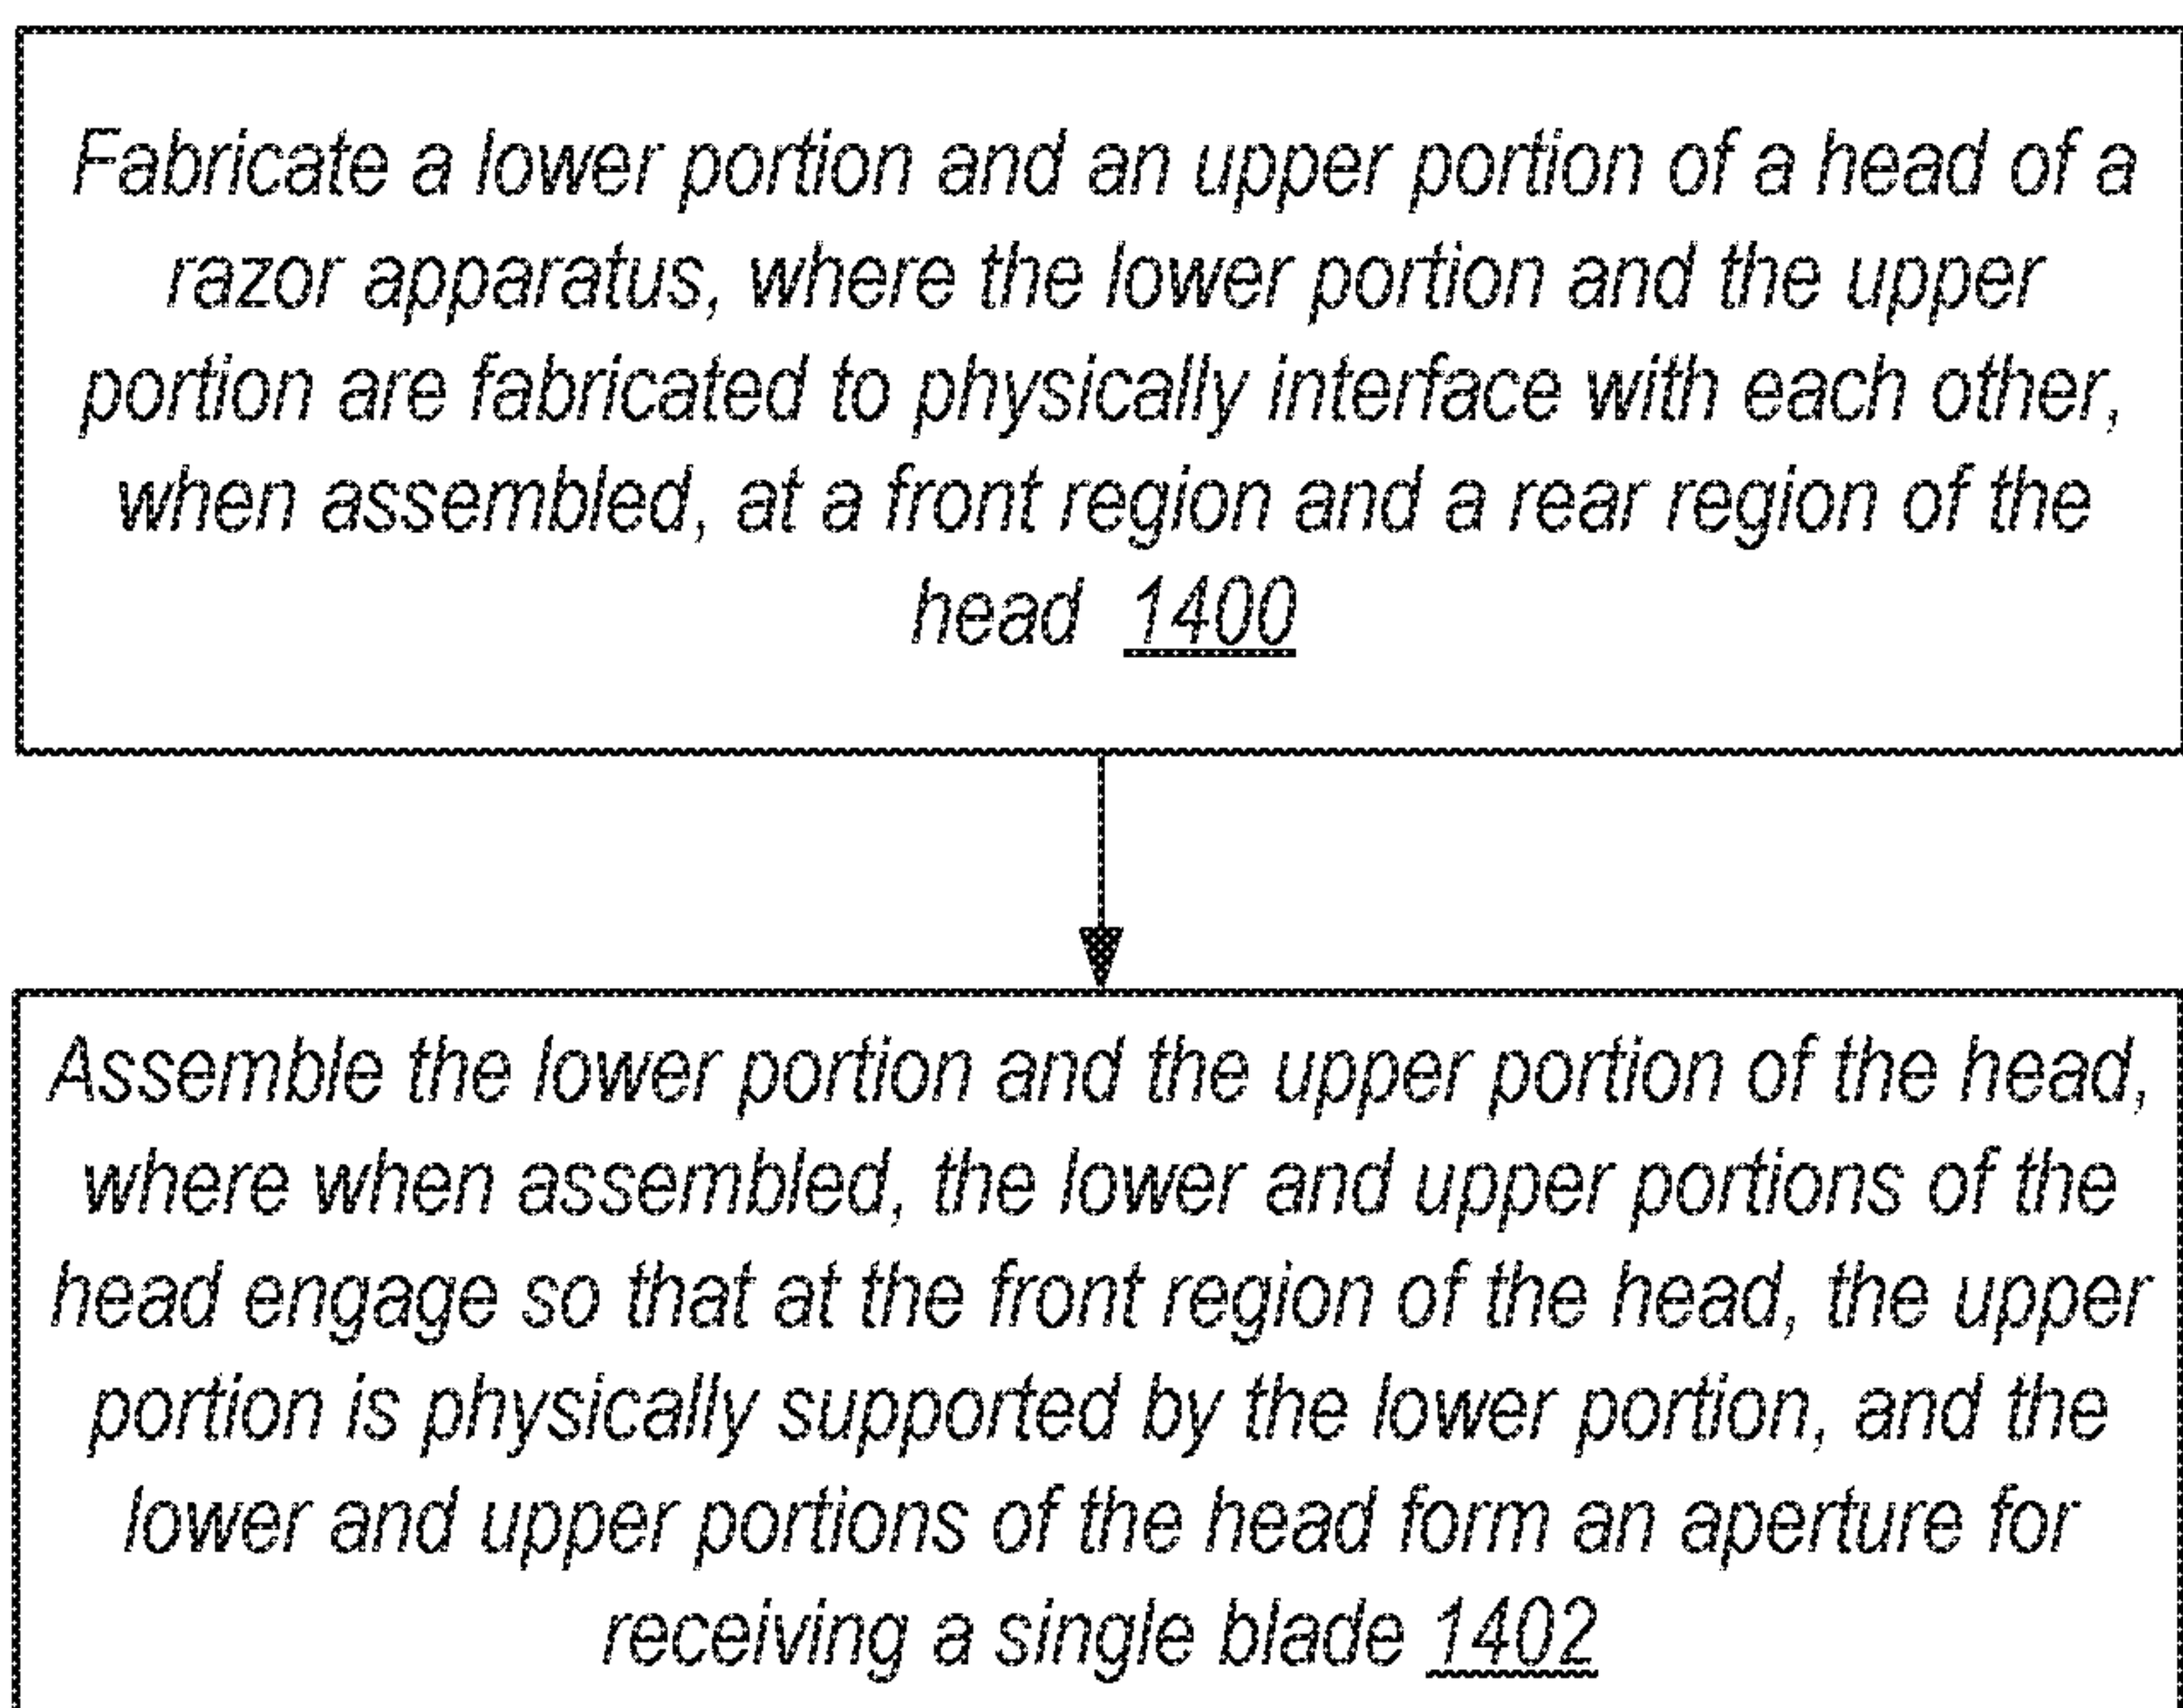 Fabricate a lower portion and an upper portion of a head of a
razor apparatus, where the lower portion and the upper
portion are fabricated to physically interface with each other,
when assembled, at a front region and a rear region of the
head 1400
Assemble the lower portion and the upper portion of the head,
where when assembled, the lower and upper portions of the
head engage so that at the front region of the head, the upper
portion is physically supported by the lower portion, and the
lower and upper portions of the head form an aperture for
receiving a single blade 1402